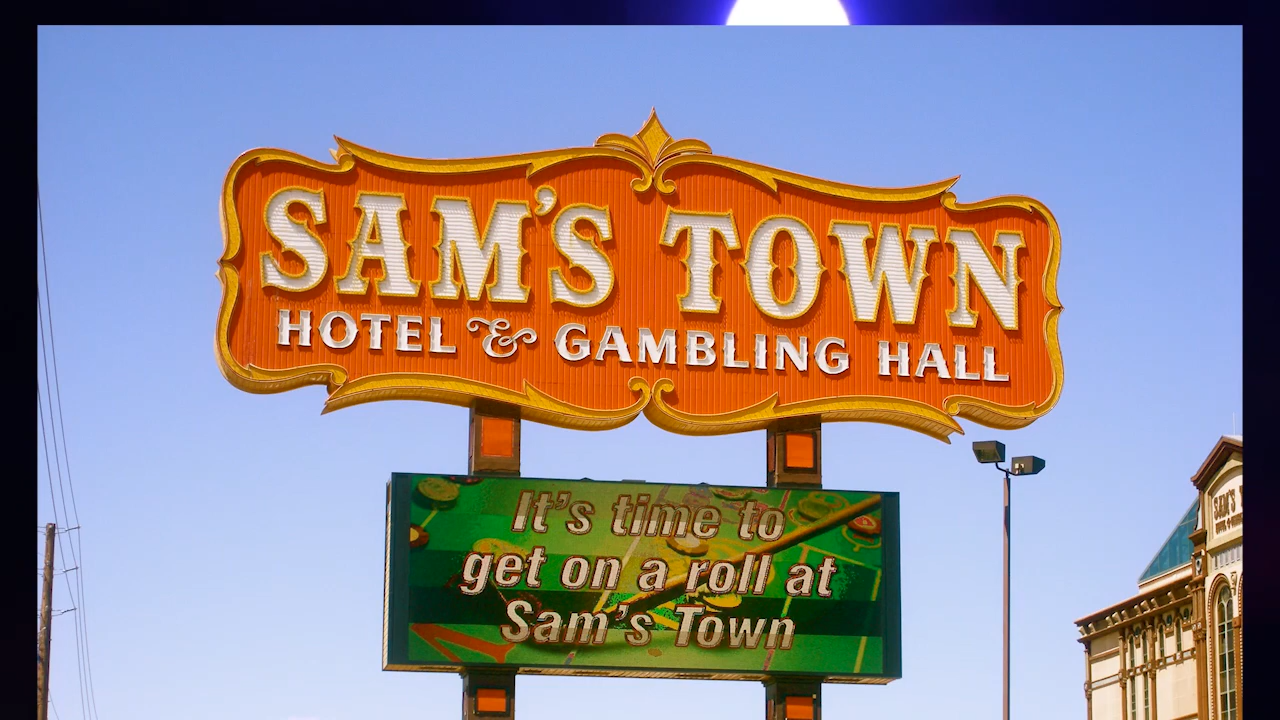 SAM'S TOWN
HOTEL & GAMBLING HALL
It's time to
get on a roll at
Sam's Town